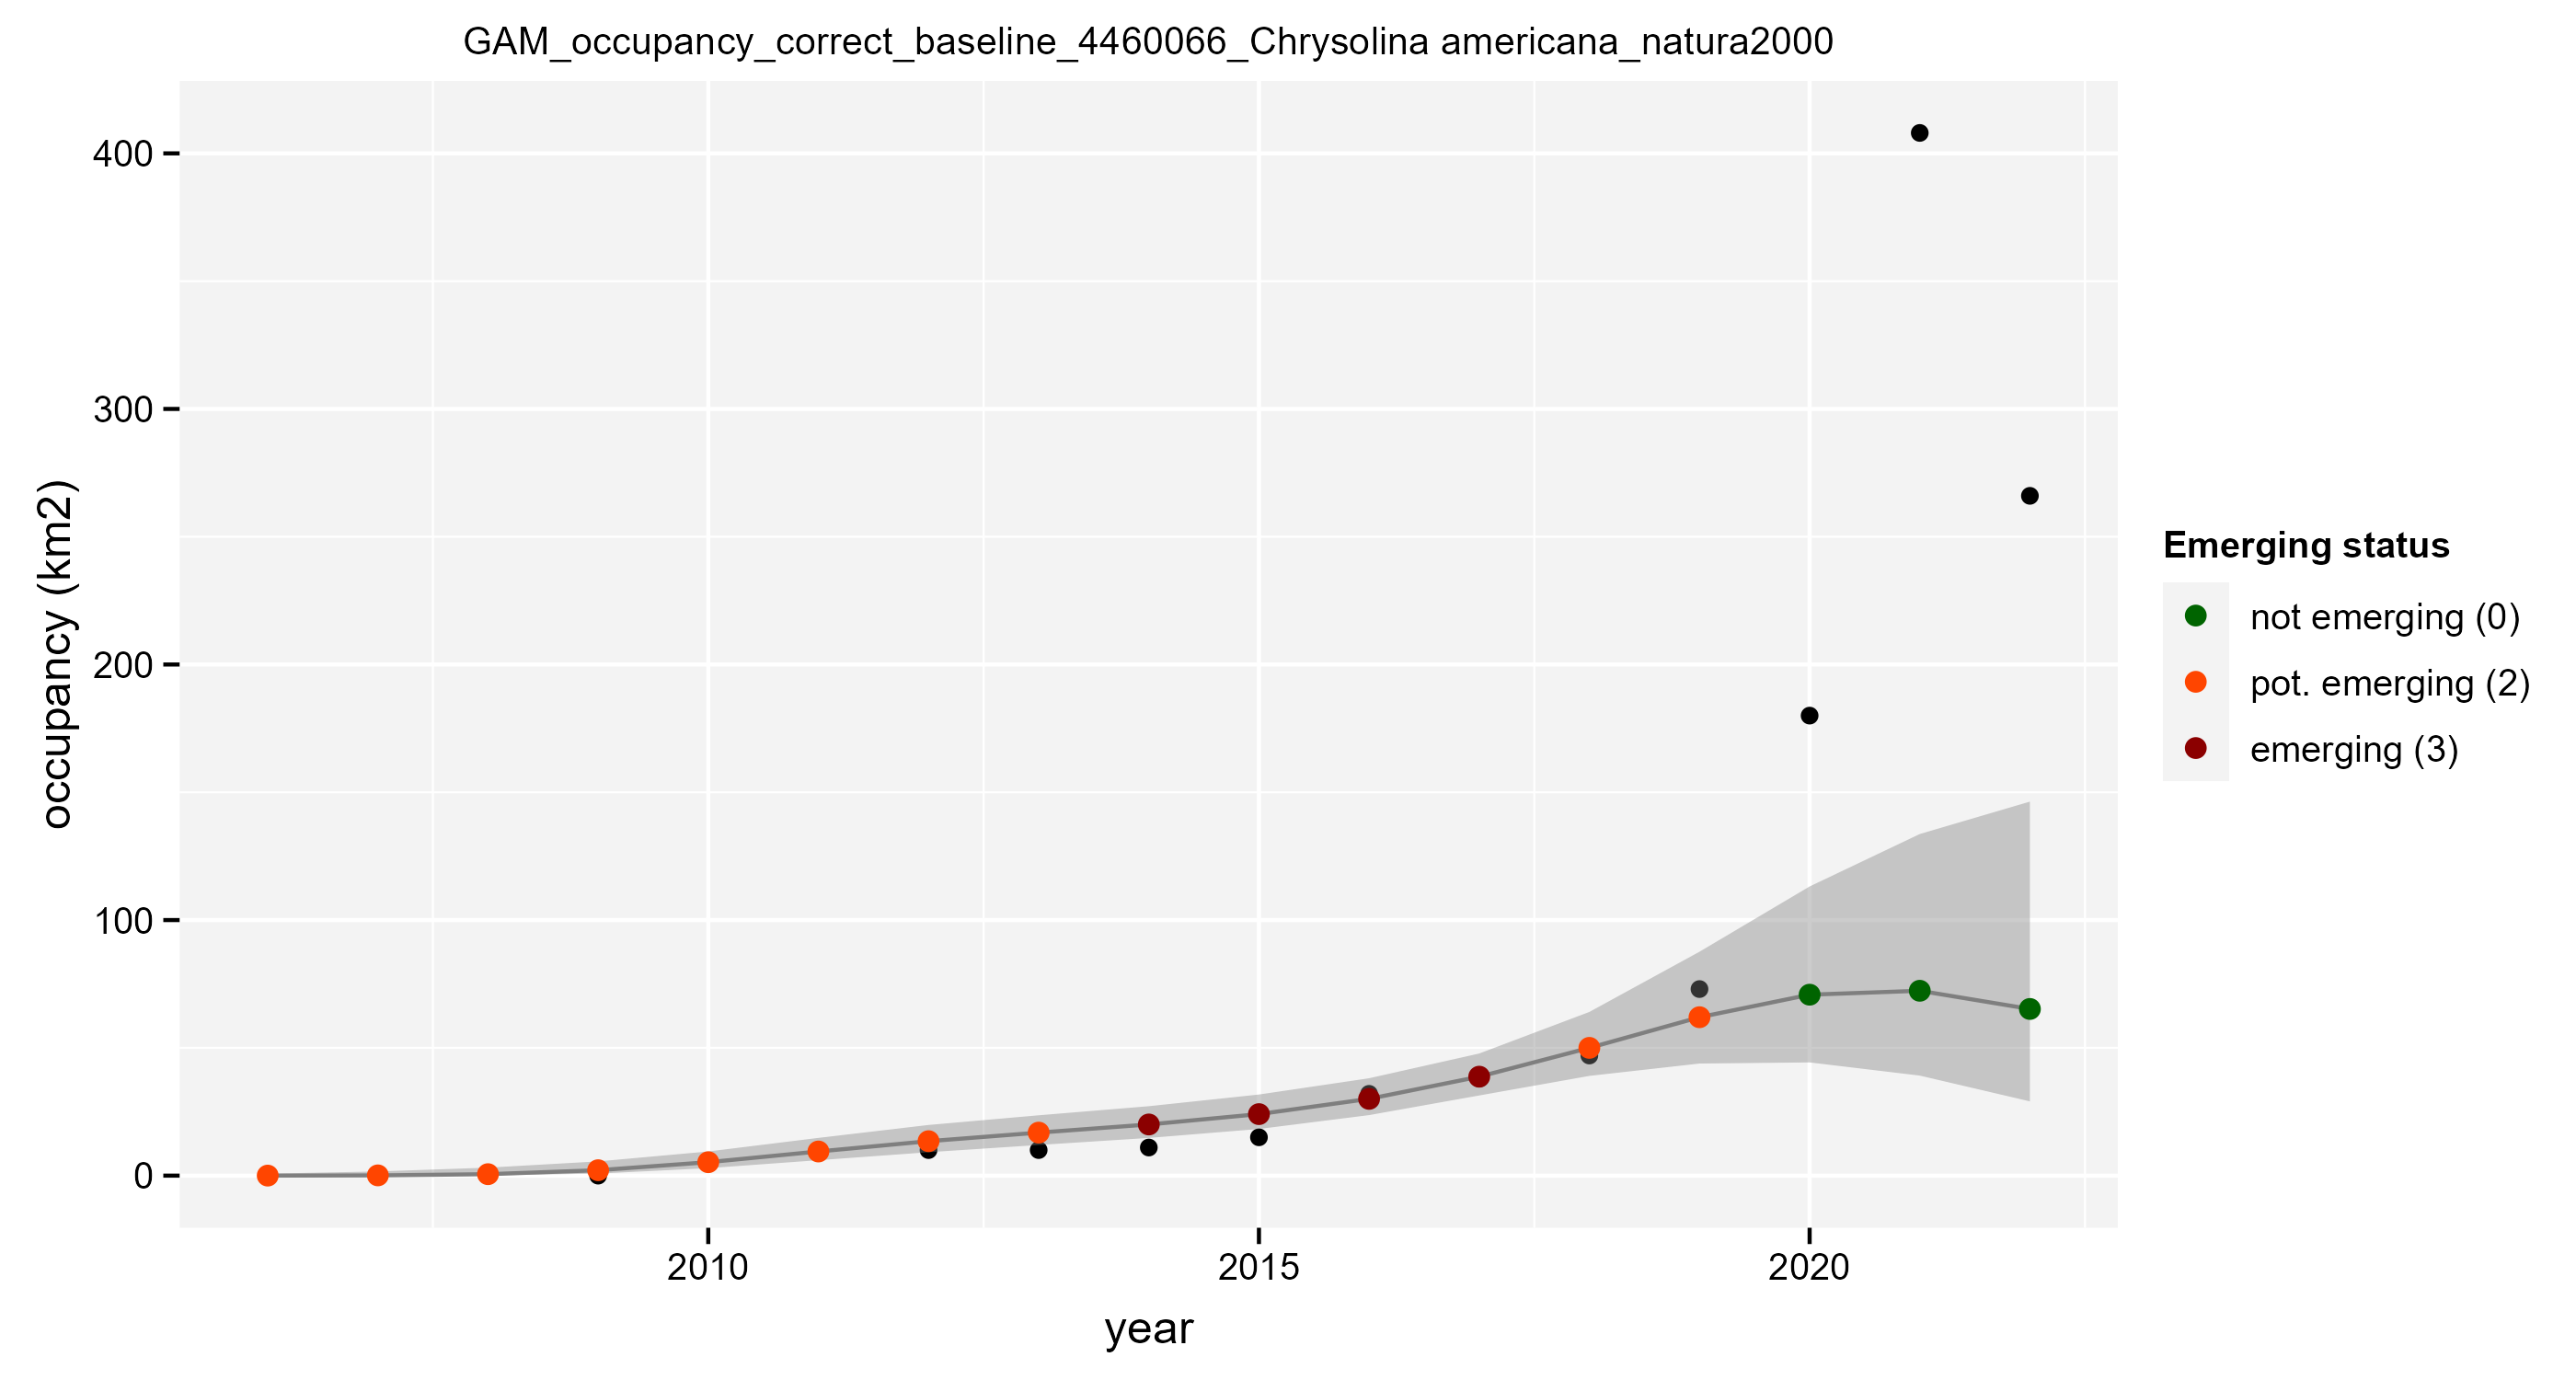 GAM_occupancy_correct_baseline_4460066_Chrysolina americana_natura2000
occupancy (km2)
400
300
200
100
0
2010
2015
2020
year
Emerging status
not emerging (0)
pot. emerging (2)
emerging (3)